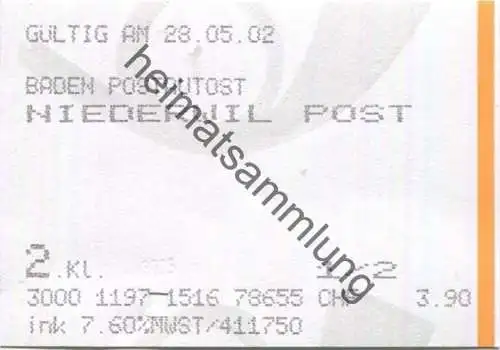 GÜLTIG AM 28.05.02
BADEN POSTAUTOST
NIEDERWIL POST
heimatsammlung
2.Kl. 1/2
3000 1197 1516 78655 CHF 3.90
ink 7.60%MWST/411750